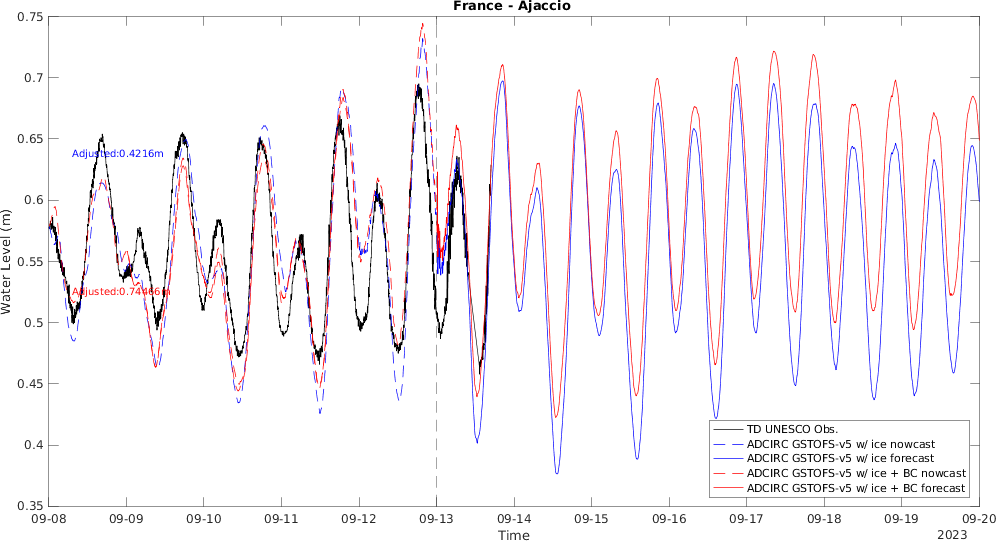 France - Ajaccio
0.75
0.7
0.65
0.6
0.55
0.5
0.45
0.4
0.35
Water Level (m)
Adjusted:0.4216m
Adjusted:0.74466m
TD UNESCO Obs.
ADCIRC GSTOFS-v5 w/ ice nowcast
ADCIRC GSTOFS-v5 w/ ice forecast
ADCIRC GSTOFS-v5 w/ ice + BC nowcast
ADCIRC GSTOFS-v5 w/ ice + BC forecast
09-08 09-09 09-10 09-11 09-12 09-13 09-14 09-15 09-16 09-17 09-18 09-19 09-20
Time
2023